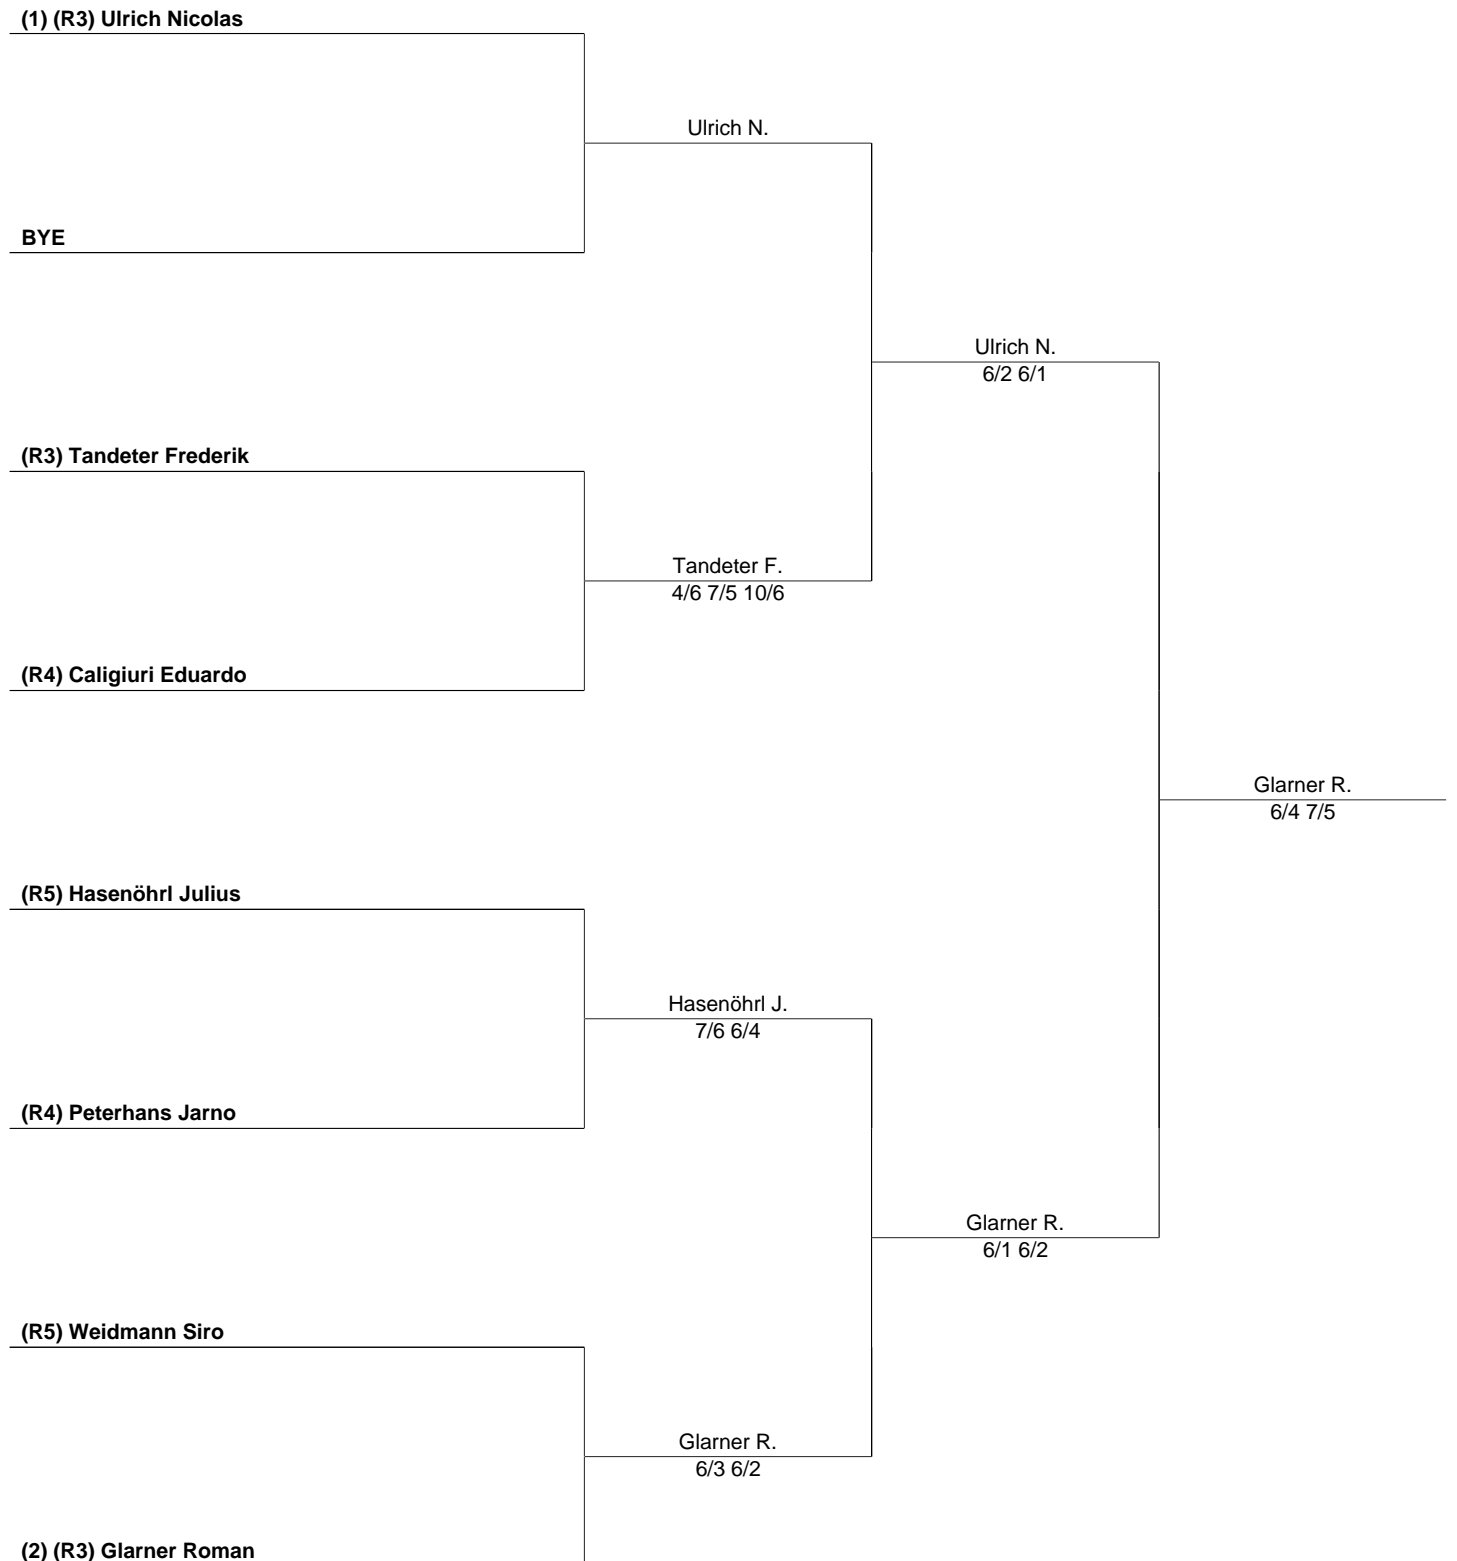 (1) (R3) Ulrich Nicolas
Ulrich N.
BYE
Ulrich N.
6/2 6/1
(R3) Tandeter Frederik
Tandeter F.
4/6 7/5 10/6
(R4) Caligiuri Eduardo
Glarner R.
6/4 7/5
(R5) Hasenöhrl Julius
Hasenöhrl J.
7/6 6/4
(R4) Peterhans Jarno
Glarner R.
6/1 6/2
(R5) Weidmann Siro
Glarner R.
6/3 6/2
(2) (R3) Glarner Roman